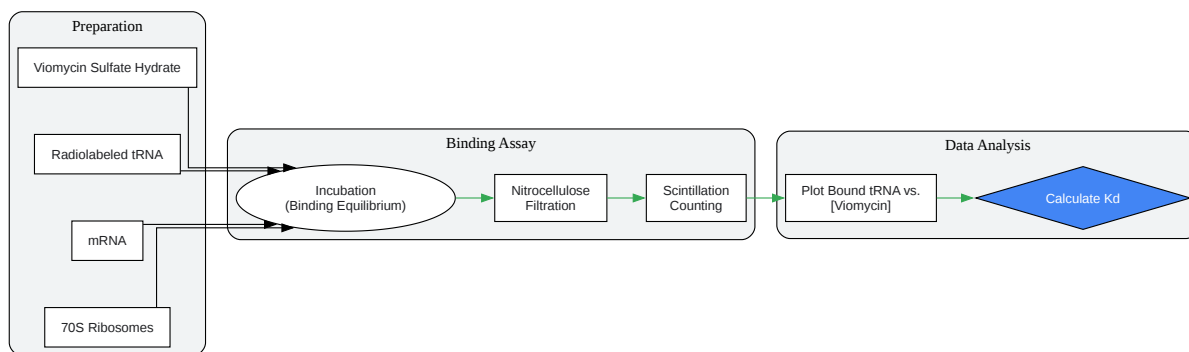 Preparation
Viomycin Sulfate Hydrate
Radiolabeled tRNA
mRNA
70S Ribosomes
Binding Assay
Incubation
(Binding Equilibrium)
Nitrocellulose
Filtration
Scintillation
Counting
Data Analysis
Plot Bound tRNA vs.
[Viomycin]
Calculate Kd